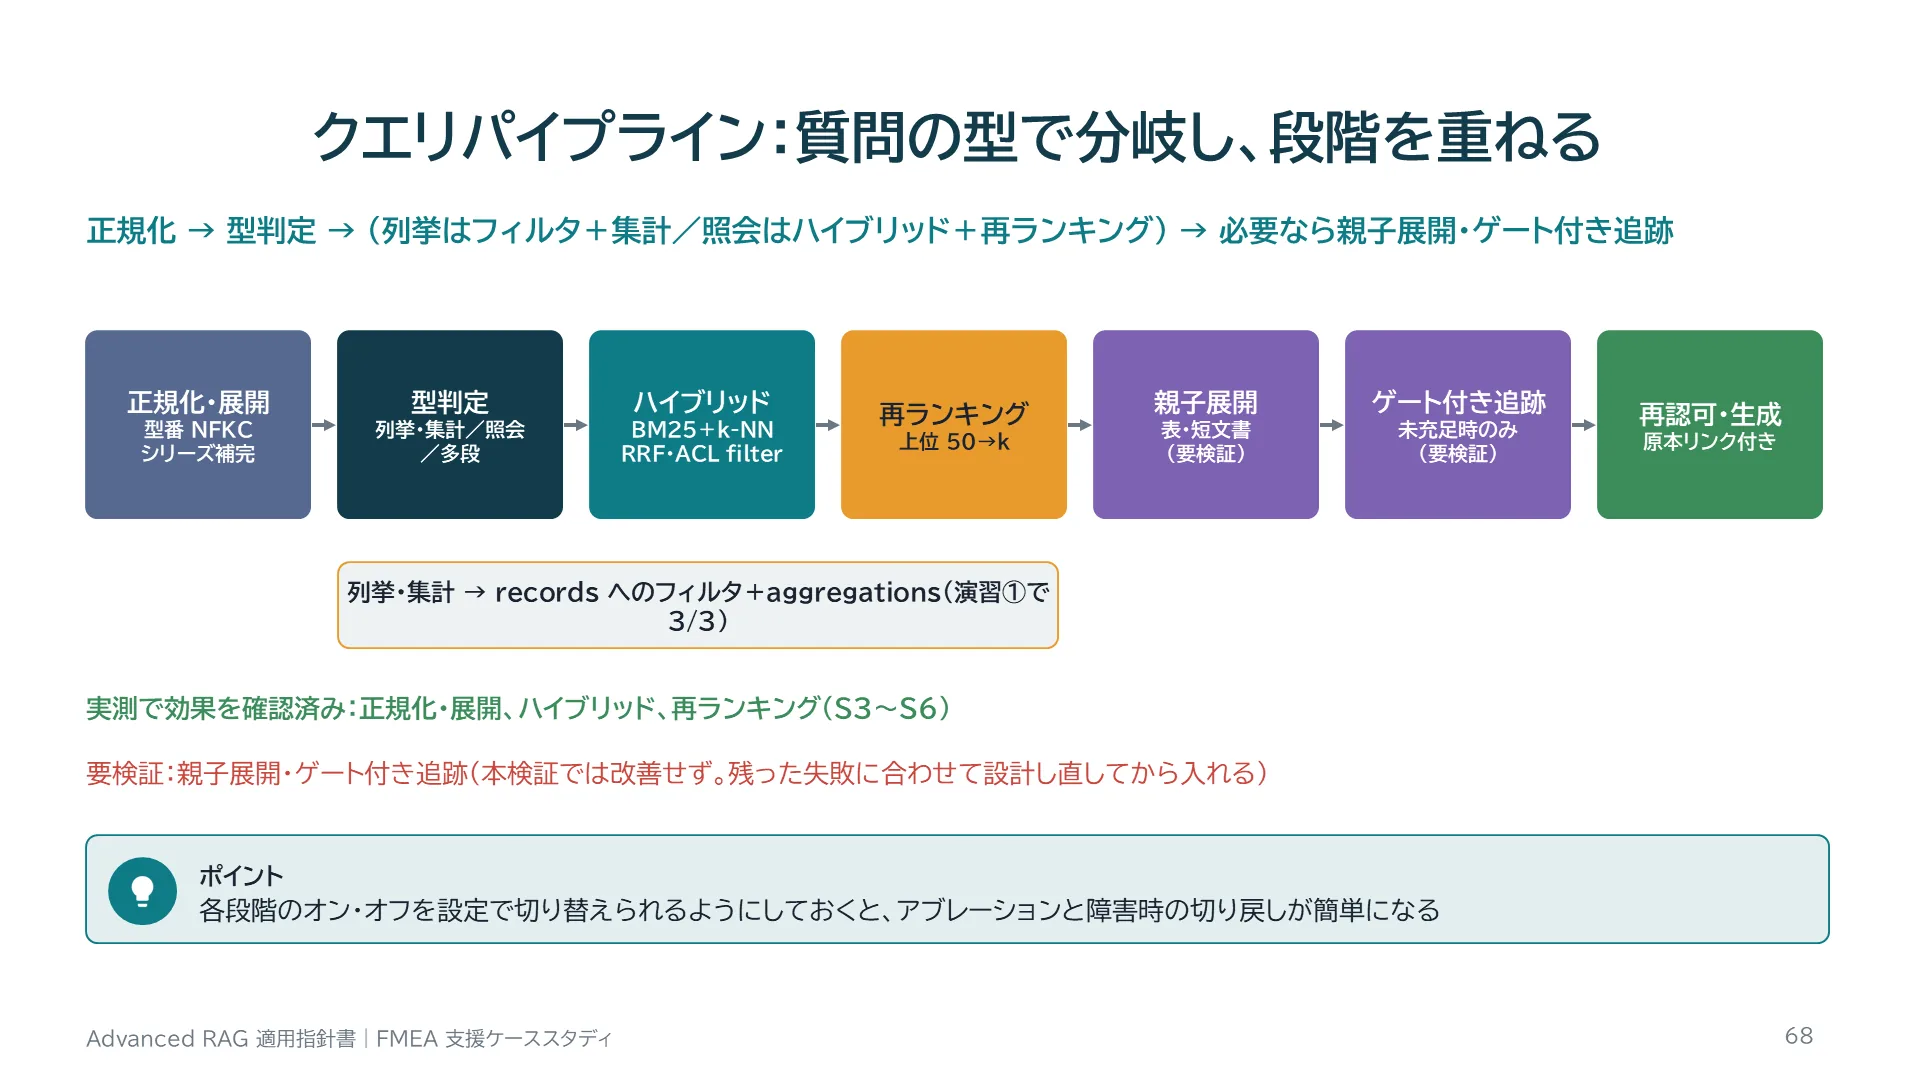 クエリパイプライン：質問の型で分岐し、段階を重ねる
正規化 → 型判定 → （列挙はフィルタ＋集計／照会はハイブリッド＋再ランキング） → 必要なら親子展開・ゲート付き追跡
正規化・展開
型番 NFKC
シリーズ補完
型判定
列挙・集計／照会
／多段
ハイブリッド
BM25＋k-NN
RRF・ACL filter
再ランキング
上位 50→k
親子展開
表・短文書
（要検証）
ゲート付き追跡
未充足時のみ
（要検証）
再認可・生成
原本リンク付き
列挙・集計 → records へのフィルタ＋aggregations（演習①で
3/3）
実測で効果を確認済み：正規化・展開、ハイブリッド、再ランキング（S3～S6）
要検証：親子展開・ゲート付き追跡（本検証では改善せず。残った失敗に合わせて設計し直してから入れる）
ポイント
各段階のオン・オフを設定で切り替えられるようにしておくと、アブレーションと障害時の切り戻しが簡単になる
Advanced RAG 適用指針書｜FMEA 支援ケーススタディ
68